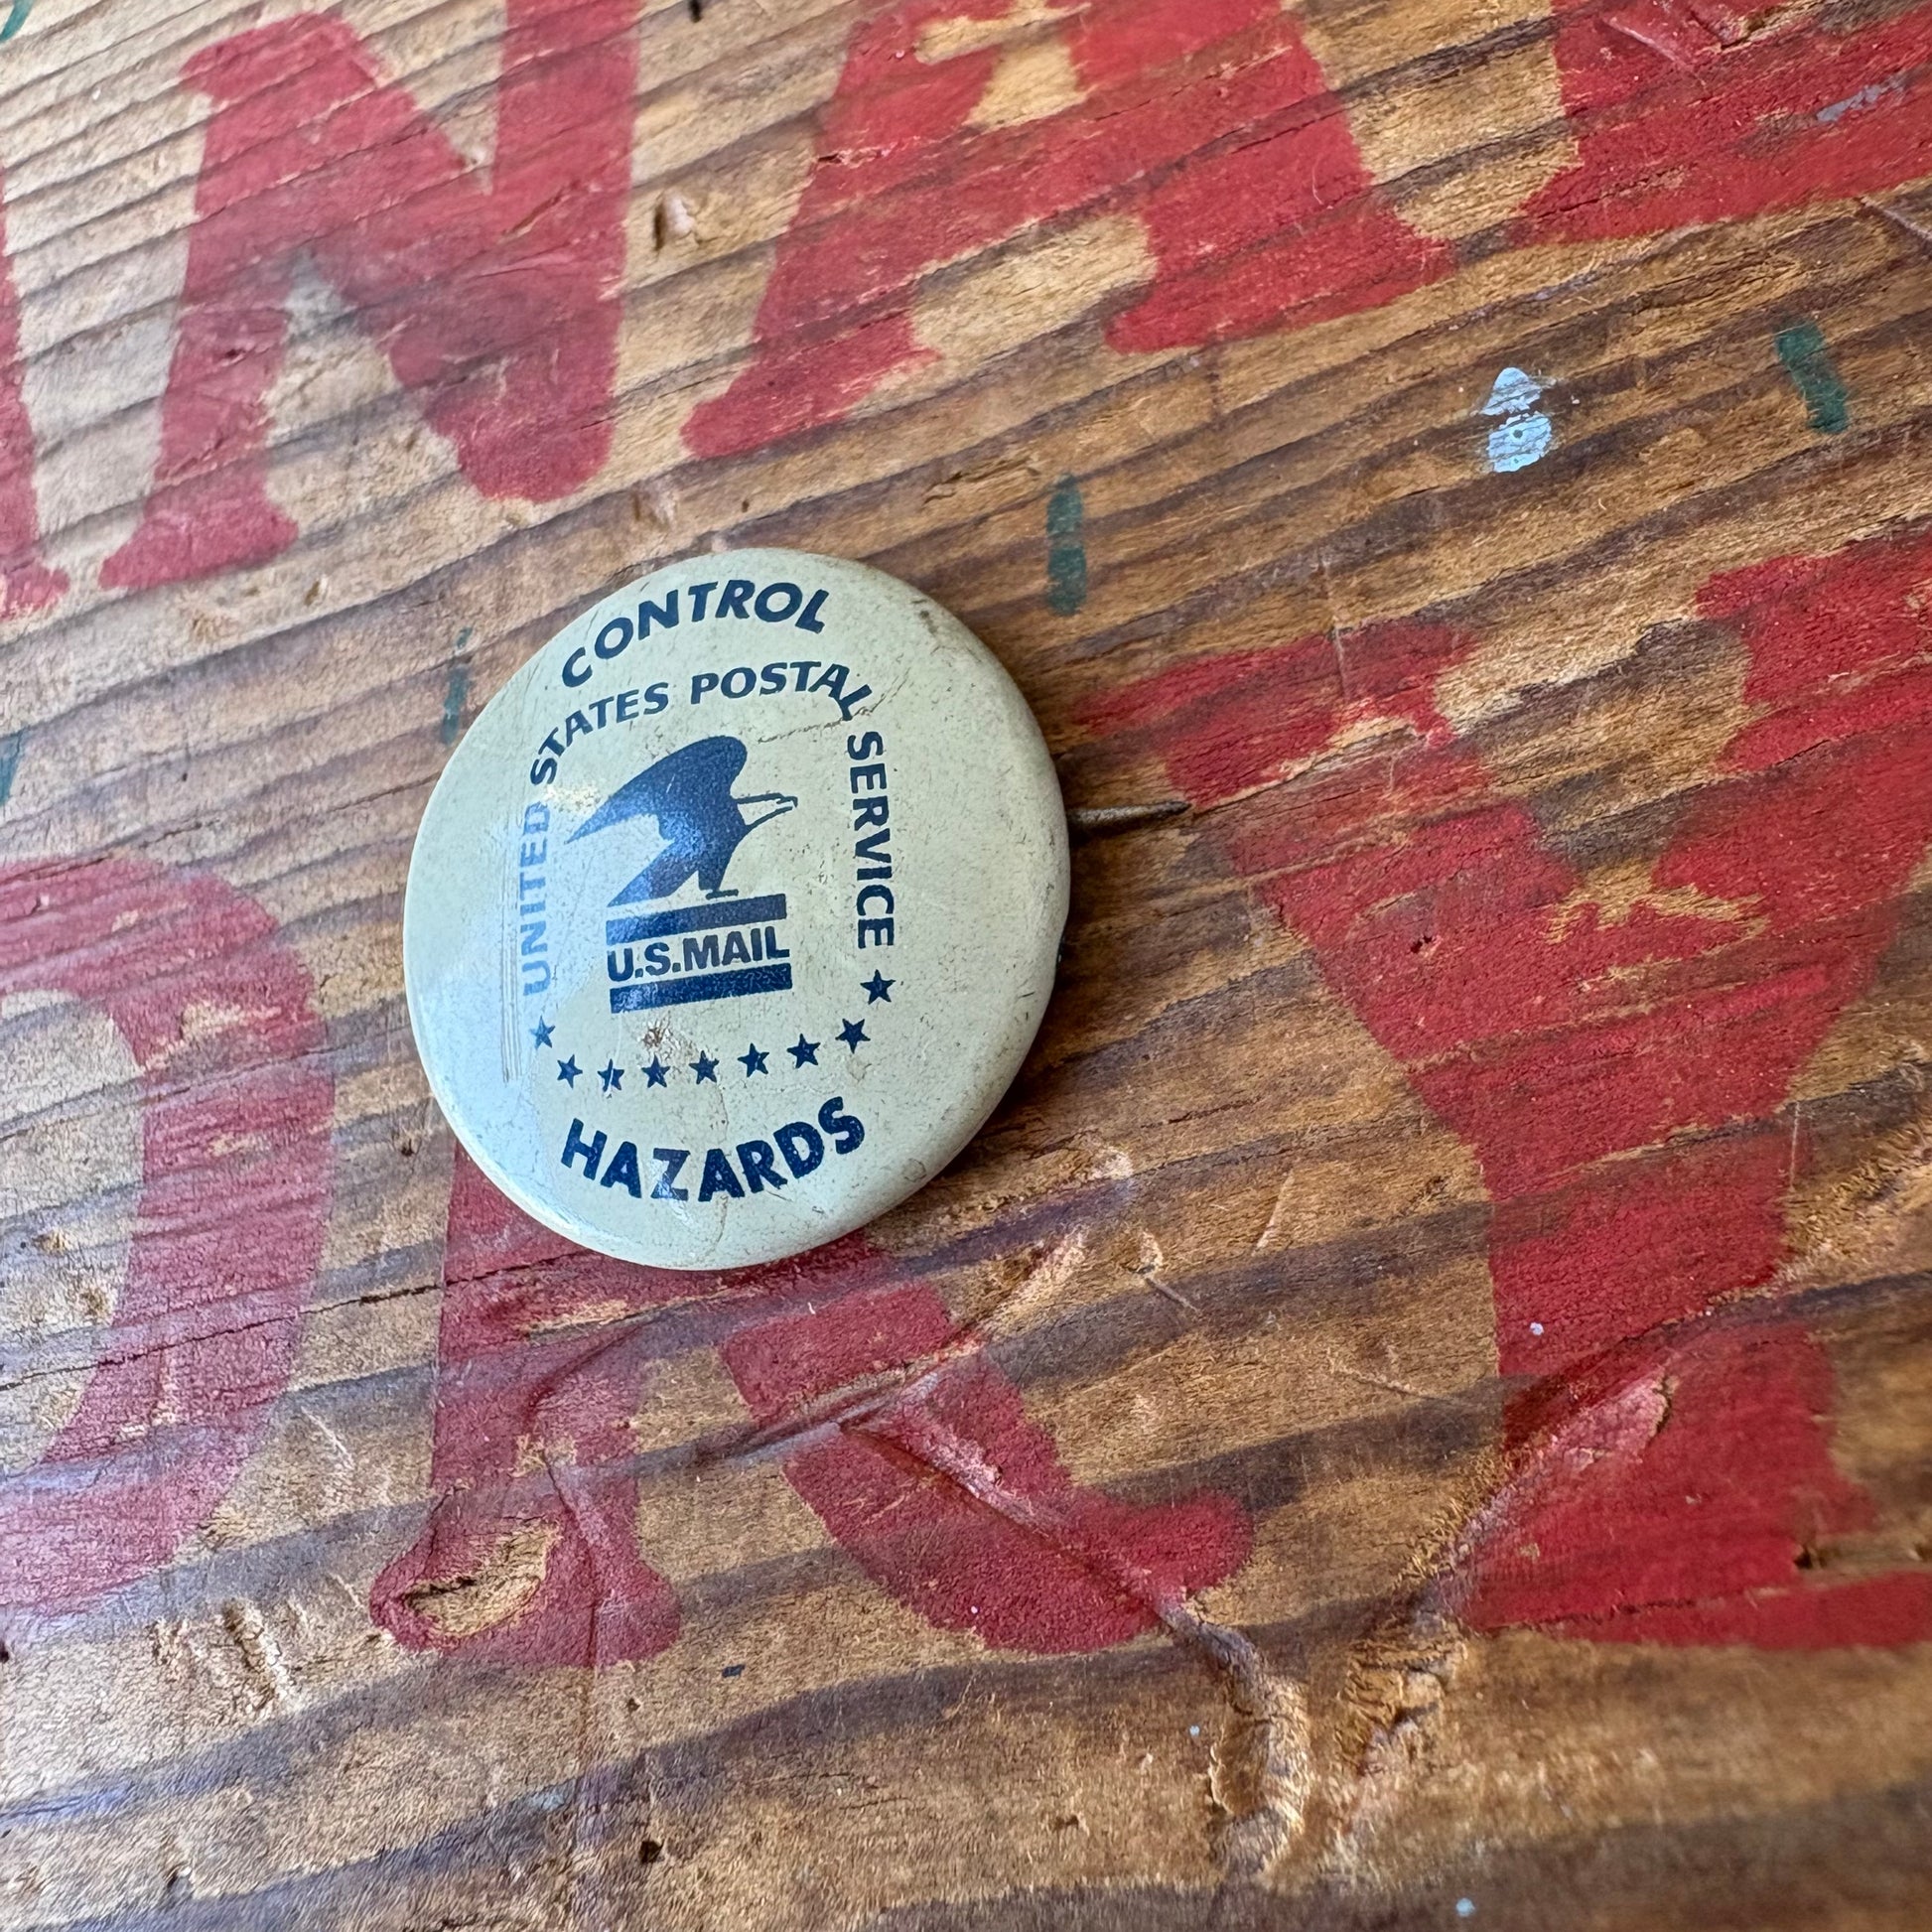 CONTROL
UNITED STATES POSTAL SERVICE
U.S.MAIL
HAZARDS